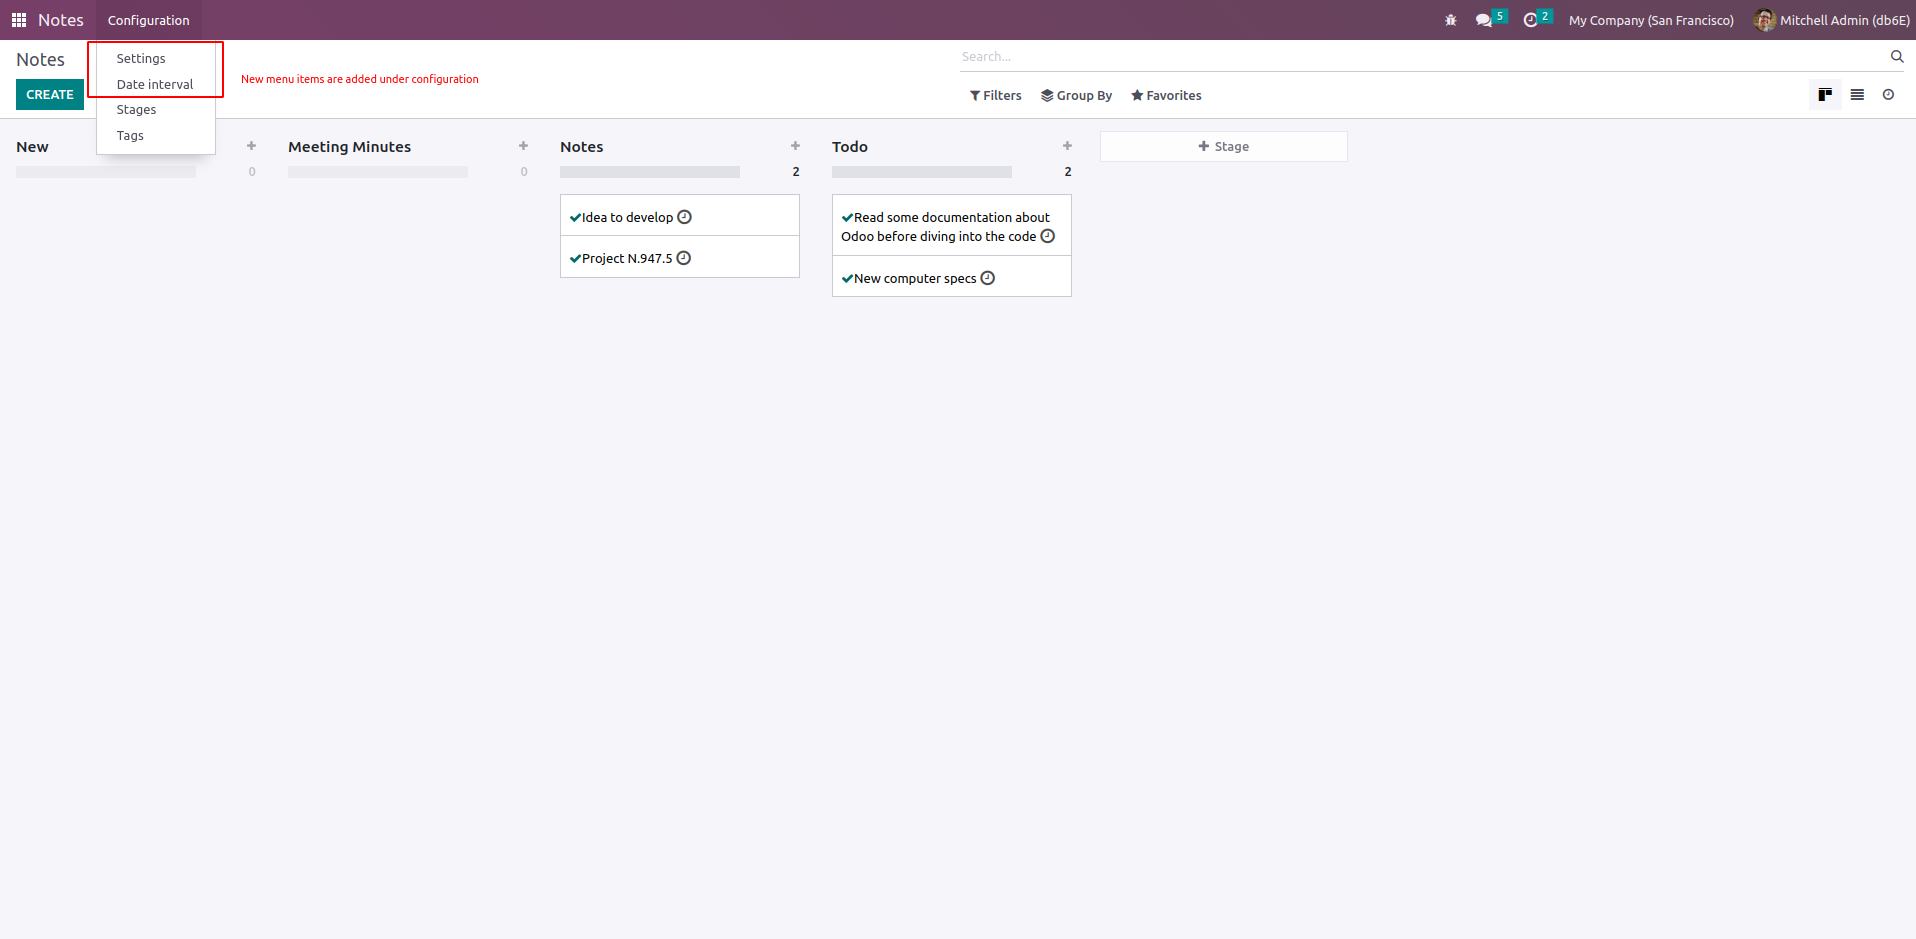 Notes Configuration 5 2 My Company (San Francisco) Mitchell Admin (db6E)
Notes Search...
CREATE Filters Group By Favorites
Settings
Date interval
Stages
Tags
New menu items are added under configuration
New
0
Meeting Minutes
0
Notes
2
Idea to develop
Project N.947.5
Todo
2
Read some documentation about
Odoo before diving into the code
New computer specs
Stage